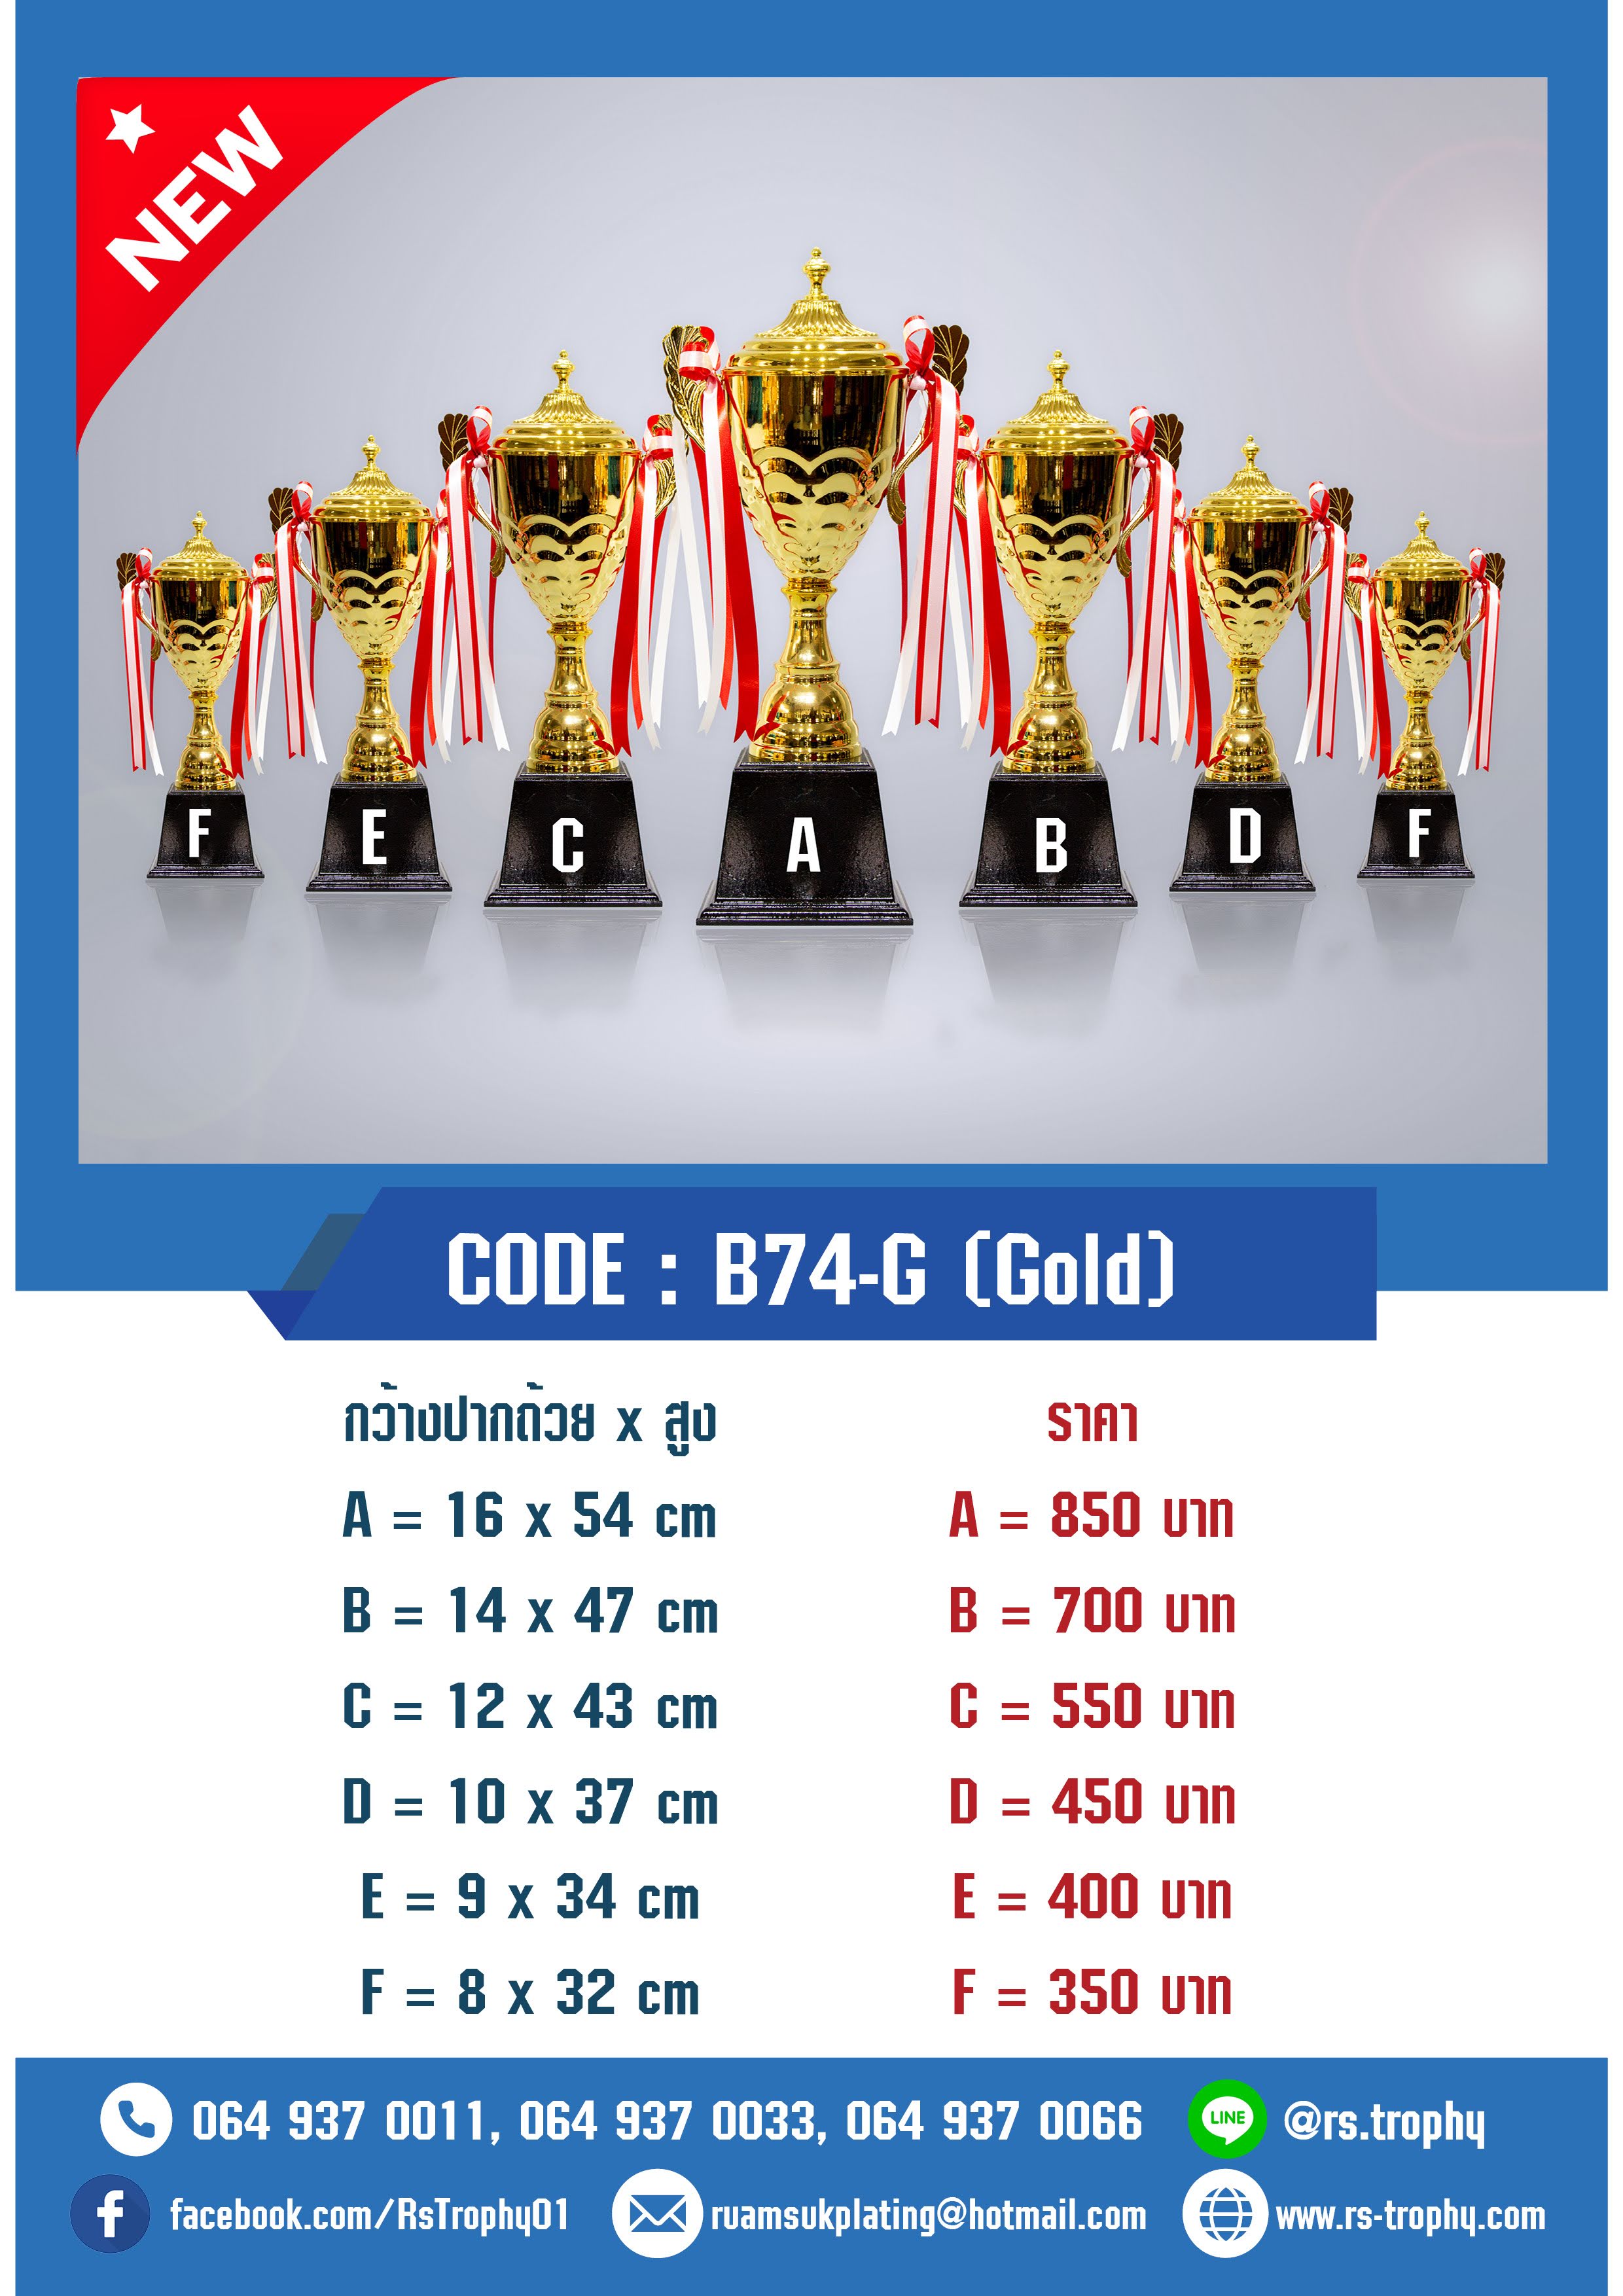 NEW
F E C A B D F
CODE : B74-G (Gold)
กว้างปากถ้วย x สูง ราคา
A = 16 x 54 cm A = 850 บาท
B = 14 x 47 cm B = 700 บาท
C = 12 x 43 cm C = 550 บาท
D = 10 x 37 cm D = 450 บาท
E = 9 x 34 cm E = 400 บาท
F = 8 x 32 cm F = 350 บาท
064 937 0011, 064 937 0033, 064 937 0066 LINE @rs.trophy
f facebook.com/RsTrophy01 ruamsukplating@hotmail.com www.rs-trophy.com